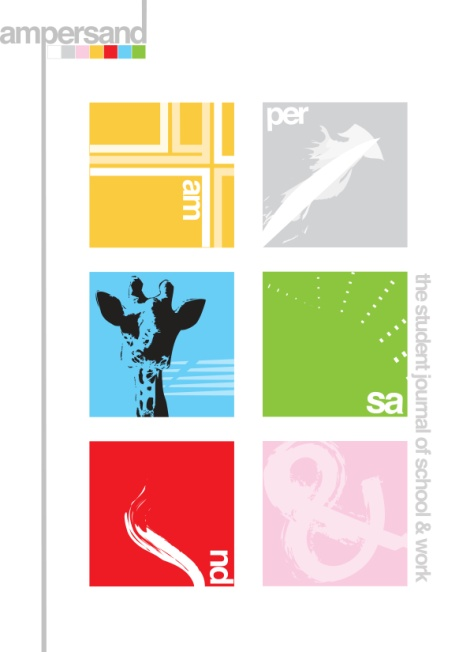 ampersand
am
per
sa
nd
&
the student journal of school & work